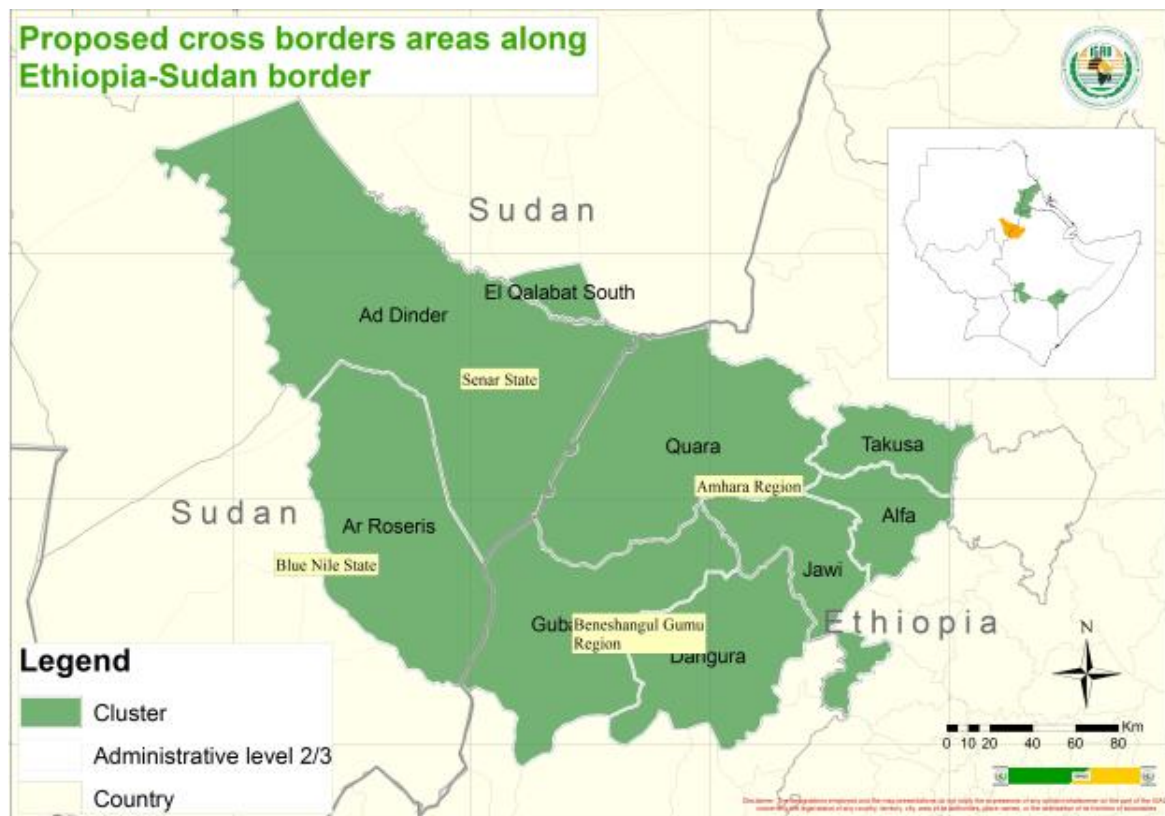 Proposed cross borders areas along
Ethiopia-Sudan border
IGAD
Sudan
El Qalabat South
Ad Dinder
Senar State
Quara
Takusa
Amhara Region
Alfa
Sudan
Ar Roseris
Blue Nile State
Jawi
Guba
Beneshangul Gumu
Region
Ethiopia
Dangura
N
Legend
Cluster
Administrative level 2/3
Country
Km
0 10 20 40 60 80